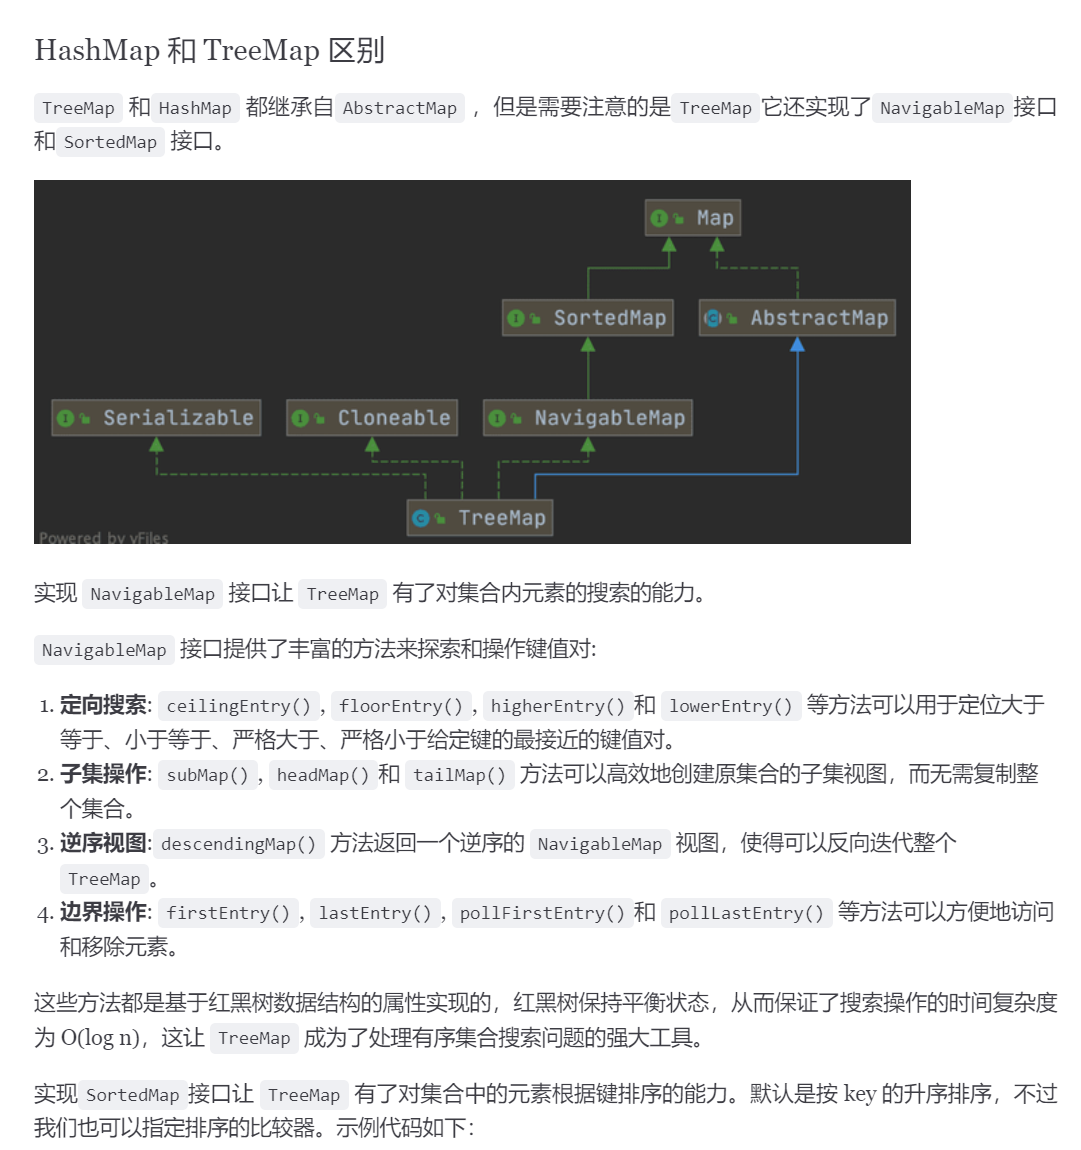 HashMap 和 TreeMap 区别
TreeMap 和 HashMap 都继承自 AbstractMap ，但是需要注意的是 TreeMap 它还实现了 NavigableMap 接口
和 SortedMap 接口。
Map
SortedMap AbstractMap
Serializable Cloneable NavigableMap
TreeMap
Powered by yFiles
实现 NavigableMap 接口让 TreeMap 有了对集合内元素的搜索的能力。
NavigableMap 接口提供了丰富的方法来探索和操作键值对:
1. 定向搜索: ceilingEntry() , floorEntry() , higherEntry() 和 lowerEntry() 等方法可以用于定位大于
等于、小于等于、严格大于、严格小于给定键的最接近的键值对。
2. 子集操作: subMap() , headMap() 和 tailMap() 方法可以高效地创建原集合的子集视图，而无需复制整
个集合。
3. 逆序视图: descendingMap() 方法返回一个逆序的 NavigableMap 视图，使得可以反向迭代整个
TreeMap 。
4. 边界操作: firstEntry() , lastEntry() , pollFirstEntry() 和 pollLastEntry() 等方法可以方便地访问
和移除元素。
这些方法都是基于红黑树数据结构的属性实现的，红黑树保持平衡状态，从而保证了搜索操作的时间复杂度
为 O(log n)，这让 TreeMap 成为了处理有序集合搜索问题的强大工具。
实现 SortedMap 接口让 TreeMap 有了对集合中的元素根据键排序的能力。默认是按 key 的升序排序，不过
我们也可以指定排序的比较器。示例代码如下：